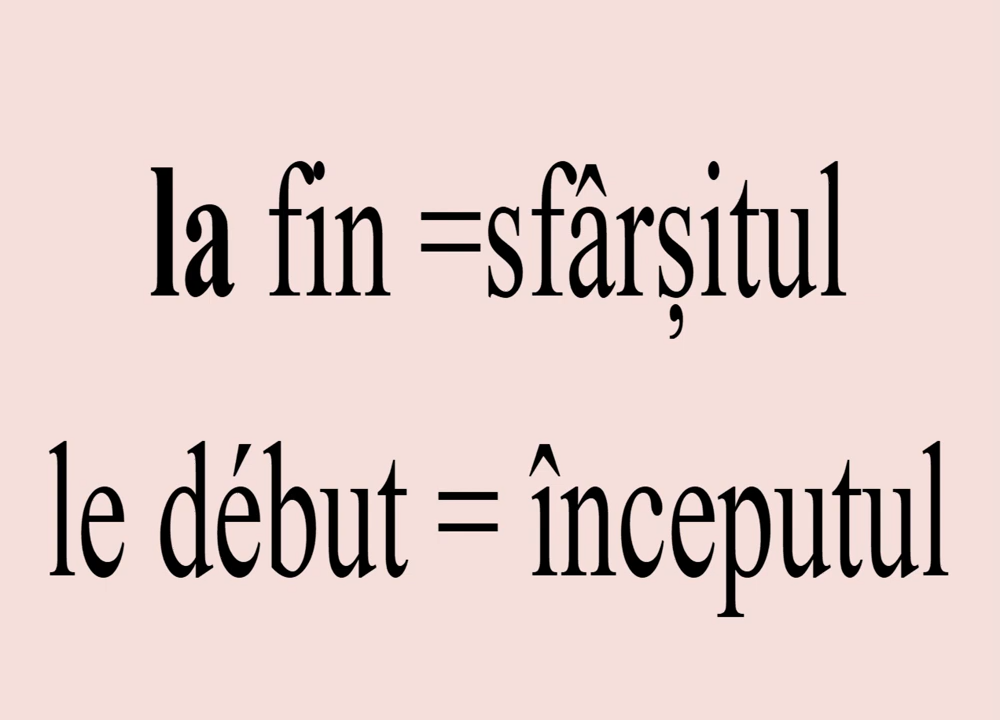 la fin =sfârșitul
le début = începutul